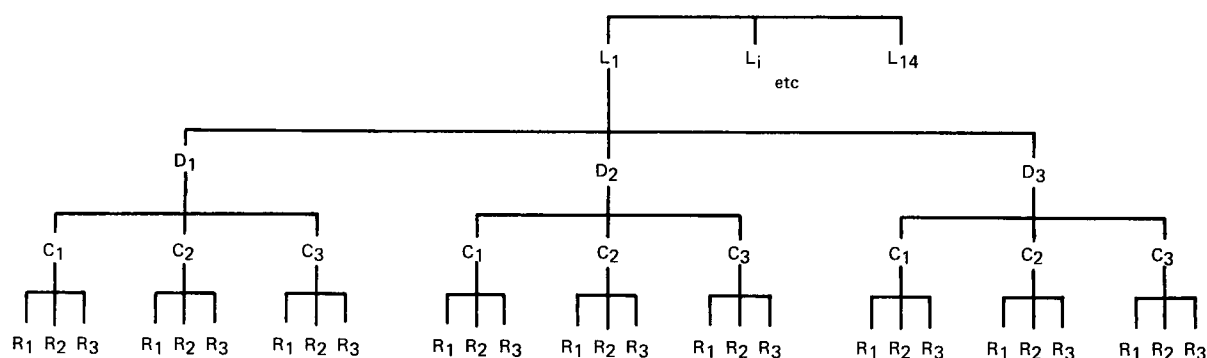 L₁ Lᵢ L₁₄
etc
D₁ D₂ D₃
C₁ C₂ C₃ C₁ C₂ C₃ C₁ C₂ C₃
R₁ R₂ R₃ R₁ R₂ R₃ R₁ R₂ R₃ R₁ R₂ R₃ R₁ R₂ R₃ R₁ R₂ R₃ R₁ R₂ R₃ R₁ R₂ R₃ R₁ R₂ R₃